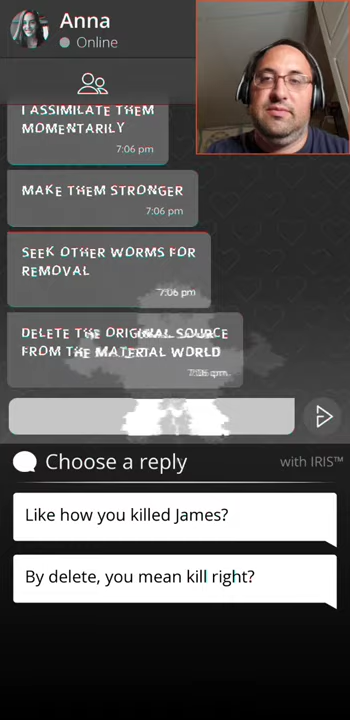 Anna
Online
I ASSIMILATE THEM
MOMENTARILY
7:06 pm
MAKE THEM STRONGER
7:06 pm
SEEK OTHER WORMS FOR
REMOVAL
7:06 pm
DELETE THE ORIGINAL SOURCE
FROM THE MATERIAL WORLD
Choose a reply
with IRIS™
Like how you killed James?
By delete, you mean kill right?